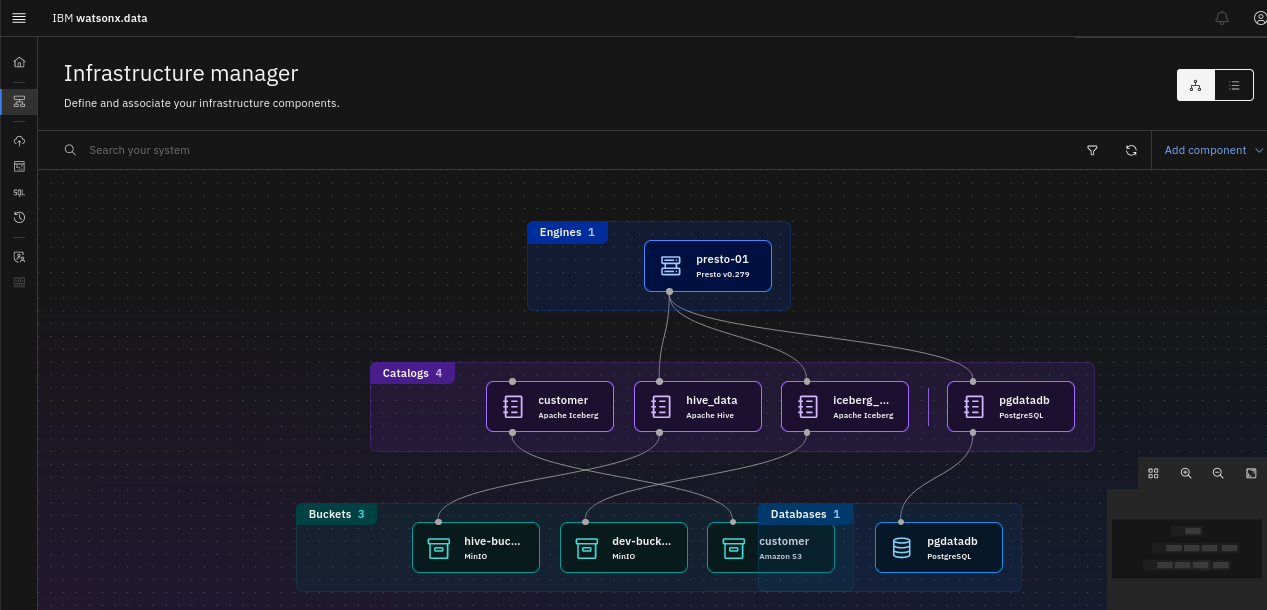 IBM watsonx.data
Infrastructure manager
Define and associate your infrastructure components.
Search your system
Add component
Engines 1
presto-01
Presto v0.279
Catalogs 4
customer
Apache Iceberg
hive_data
Apache Hive
iceberg_...
Apache Iceberg
pgdatadb
PostgreSQL
SQL
Buckets 3
hive-buc...
MinIO
dev-buck...
MinIO
customer
Amazon S3
Databases 1
pgdatadb
PostgreSQL